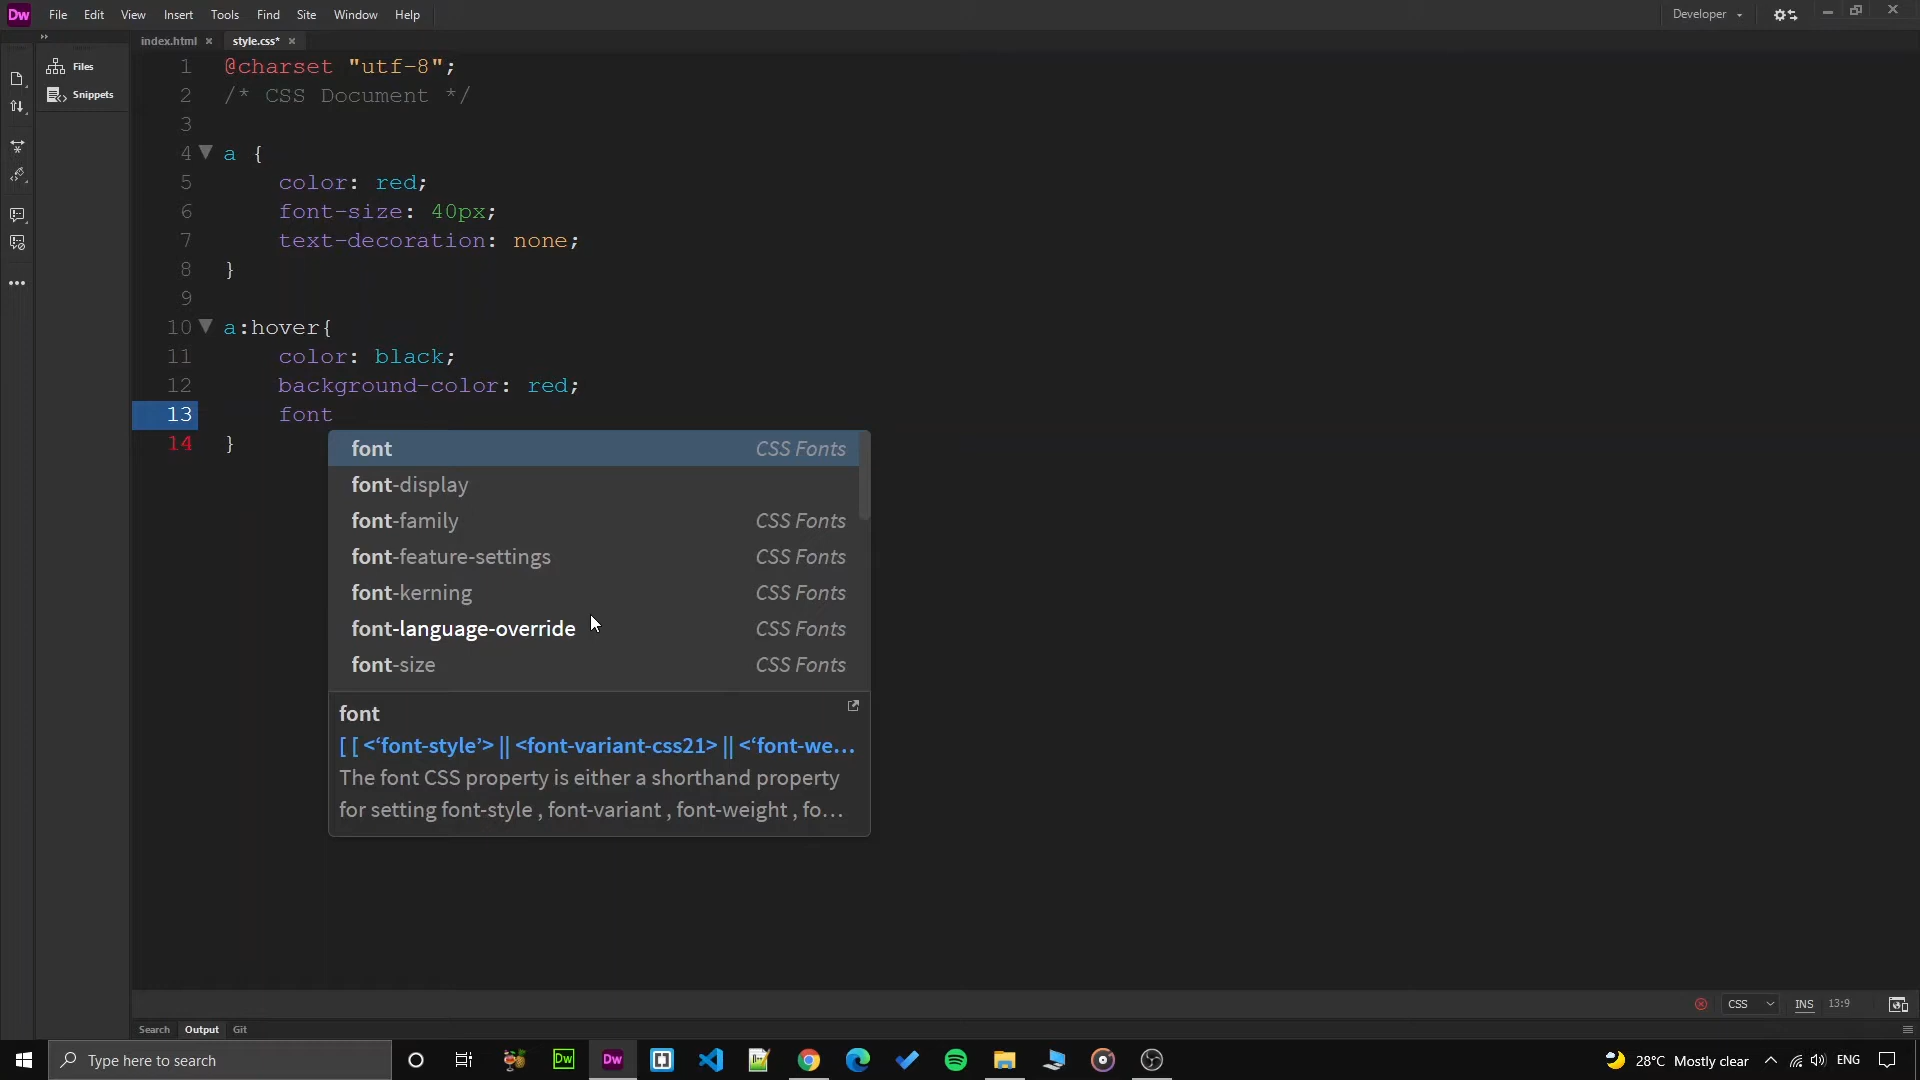 Dw File Edit View Insert Format Tools Find Site Window Help Developer
index.html × style.css* ×
Files
Snippets
1 @charset "utf-8";
2 /* CSS Document */
3
4 a {
5 color: red;
6 font-size: 40px;
7 text-decoration: none;
8 }
9
10 a:hover{
11 color: black;
12 background-color: red;
13 font
14 }
font CSS Fonts
font-display
font-family CSS Fonts
font-feature-settings CSS Fonts
font-kerning CSS Fonts
font-language-override CSS Fonts
font-size CSS Fonts
font
[ [ <‘font-style’> || <font-variant-css21> || <‘font-we…
The font CSS property is either a shorthand property
for setting font-style , font-variant , font-weight , fo…
CSS INS 13:9
Search Output Git
Type here to search Dw Dw 28°C Mostly clear ENG